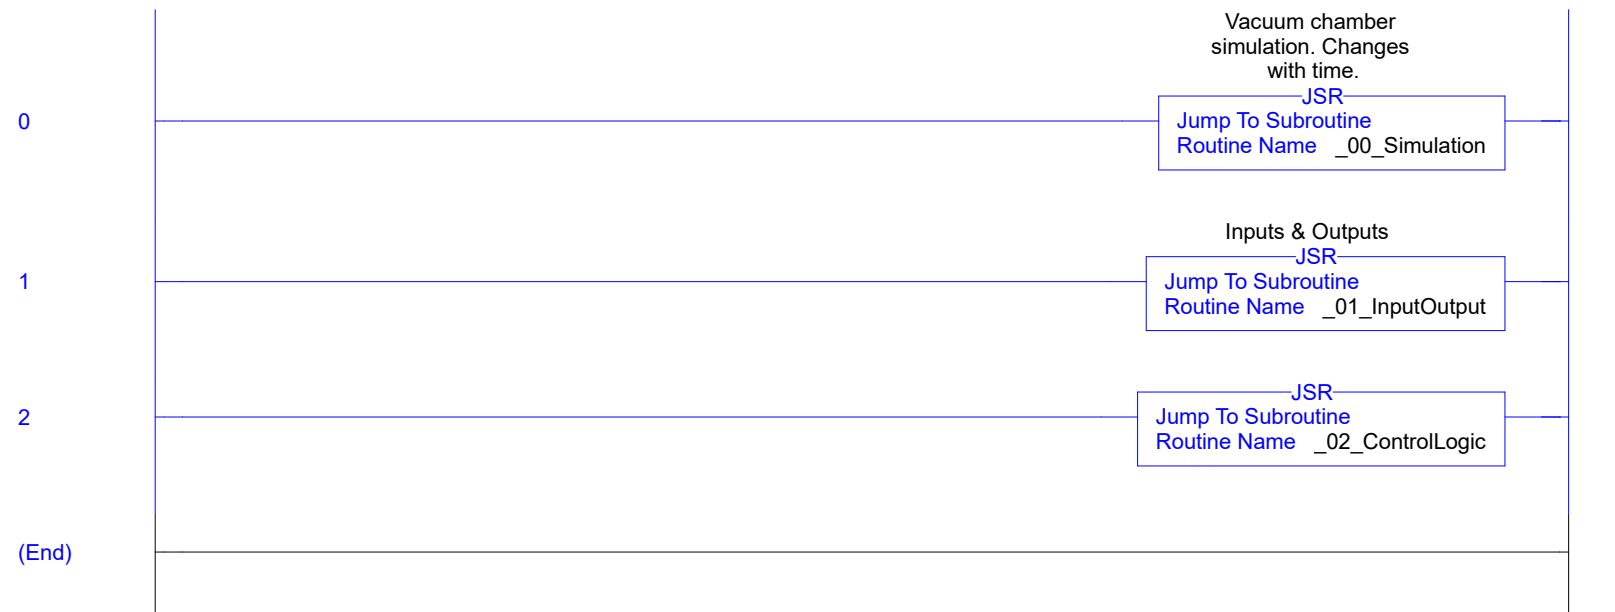 Vacuum chamber
simulation. Changes
with time.
JSR
0
Jump To Subroutine
Routine Name _00_Simulation
Inputs & Outputs
JSR
1
Jump To Subroutine
Routine Name _01_InputOutput
JSR
2
Jump To Subroutine
Routine Name _02_ControlLogic
(End)